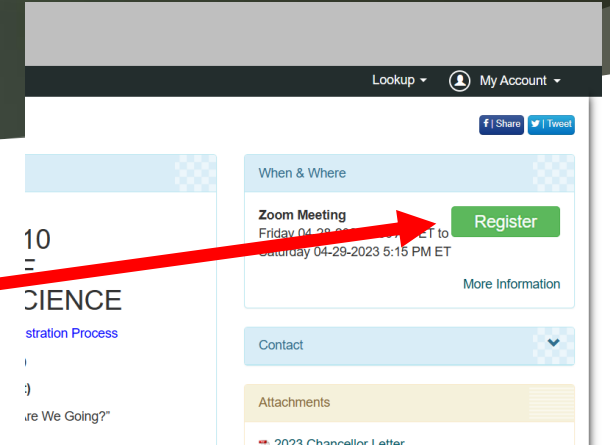 Lookup
My Account
f | Share
| Tweet
When & Where
Zoom Meeting
Register
Friday 04-28- ET to
Saturday 04-29-2023 5:15 PM ET
More Information
10
CIENCE
stration Process
)
Contact
Attachments
re We Going?"
2023 Chancellor Letter